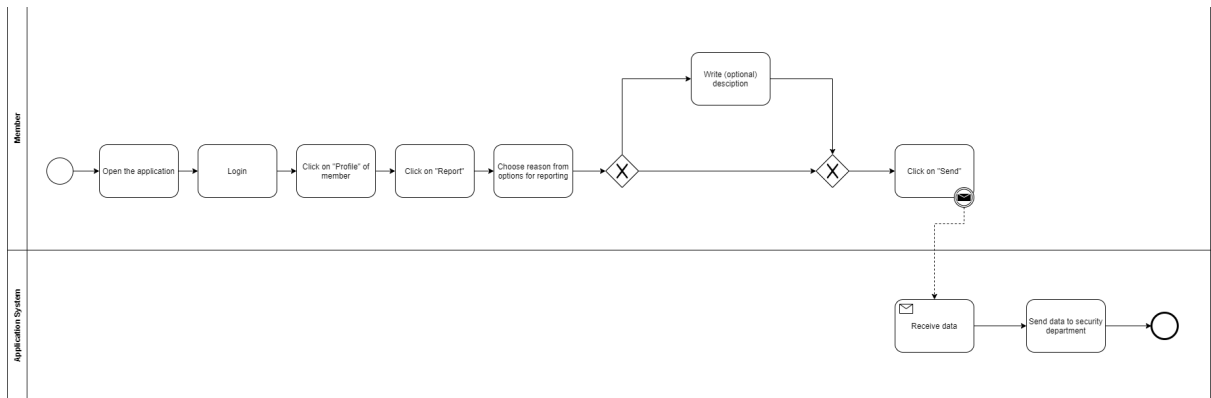 Member
Open the application
Login
Click on "Profile" of
member
Click on "Report"
Choose reason from
options for reporting
Write (optional)
desciption
Click on "Send"
Application System
Receive data
Send data to security
department